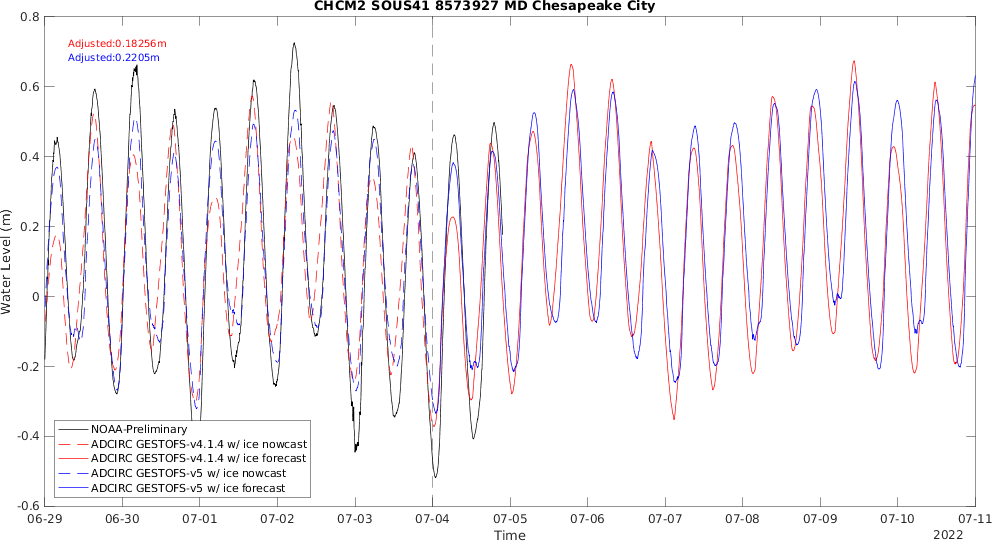 CHCM2 SOUS41 8573927 MD Chesapeake City
Adjusted:0.18256m
Adjusted:0.2205m
0.8
0.6
0.4
0.2
0
-0.2
-0.4
-0.6
Water Level (m)
NOAA-Preliminary
ADCIRC GESTOFS-v4.1.4 w/ ice nowcast
ADCIRC GESTOFS-v4.1.4 w/ ice forecast
ADCIRC GESTOFS-v5 w/ ice nowcast
ADCIRC GESTOFS-v5 w/ ice forecast
06-29 06-30 07-01 07-02 07-03 07-04 07-05 07-06 07-07 07-08 07-09 07-10 07-11
Time
2022